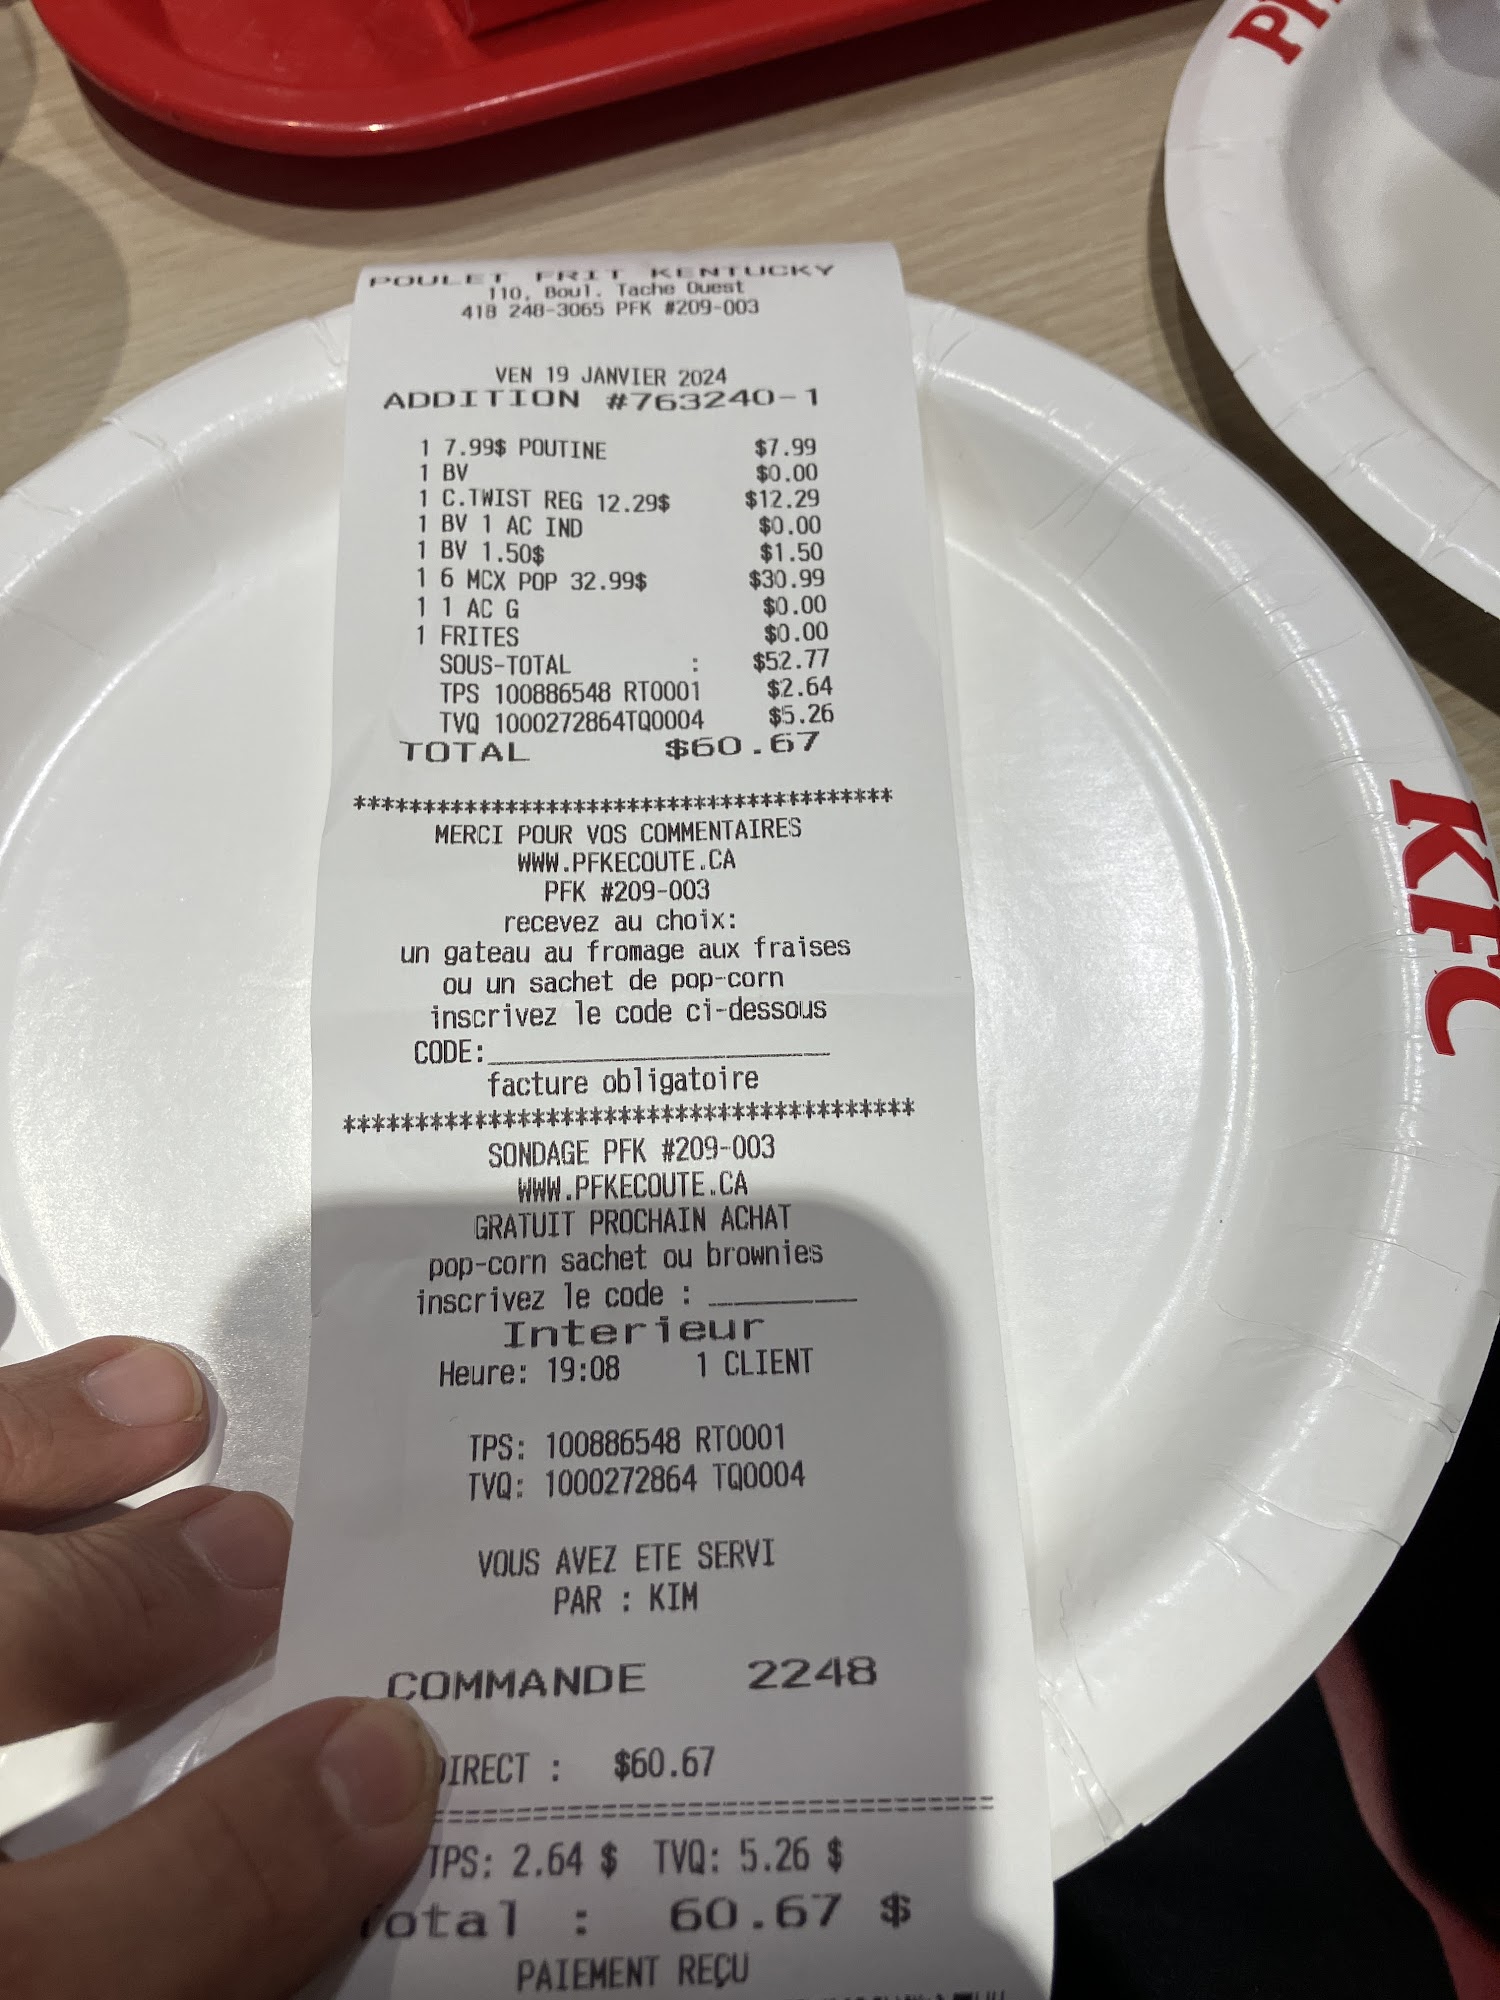 PH
POULET FRIT KENTUCKY
110, Boul. Tache Ouest
418 248-3065 PFK #209-003
VEN 19 JANVIER 2024
ADDITION #763240-1
1 7.99$ POUTINE $7.99
1 BV $0.00
1 C.TWIST REG 12.29$ $12.29
1 BV 1 AC IND $0.00
1 BV 1.50$ $1.50
1 6 MCX POP 32.99$ $30.99
1 1 AC G $0.00
1 FRITES $0.00
SOUS-TOTAL : $52.77
TPS 100886548 RT0001 $2.64
TVQ 1000272864TQ0004 $5.26
TOTAL $60.67
****************************************
MERCI POUR VOS COMMENTAIRES
WWW.PFKECOUTE.CA
PFK #209-003
recevez au choix:
un gateau au fromage aux fraises
ou un sachet de pop-corn
inscrivez le code ci-dessous
CODE:_________________________
facture obligatoire
****************************************
SONDAGE PFK #209-003
WWW.PFKECOUTE.CA
GRATUIT PROCHAIN ACHAT
pop-corn sachet ou brownies
inscrivez le code : __________
Interieur
Heure: 19:08 1 CLIENT
TPS: 100886548 RT0001
TVQ: 1000272864 TQ0004
VOUS AVEZ ETE SERVI
PAR : KIM
COMMANDE 2248
DIRECT : $60.67
========================================
TPS: 2.64 $ TVQ: 5.26 $
Total : 60.67 $
PAIEMENT REÇU
KFC